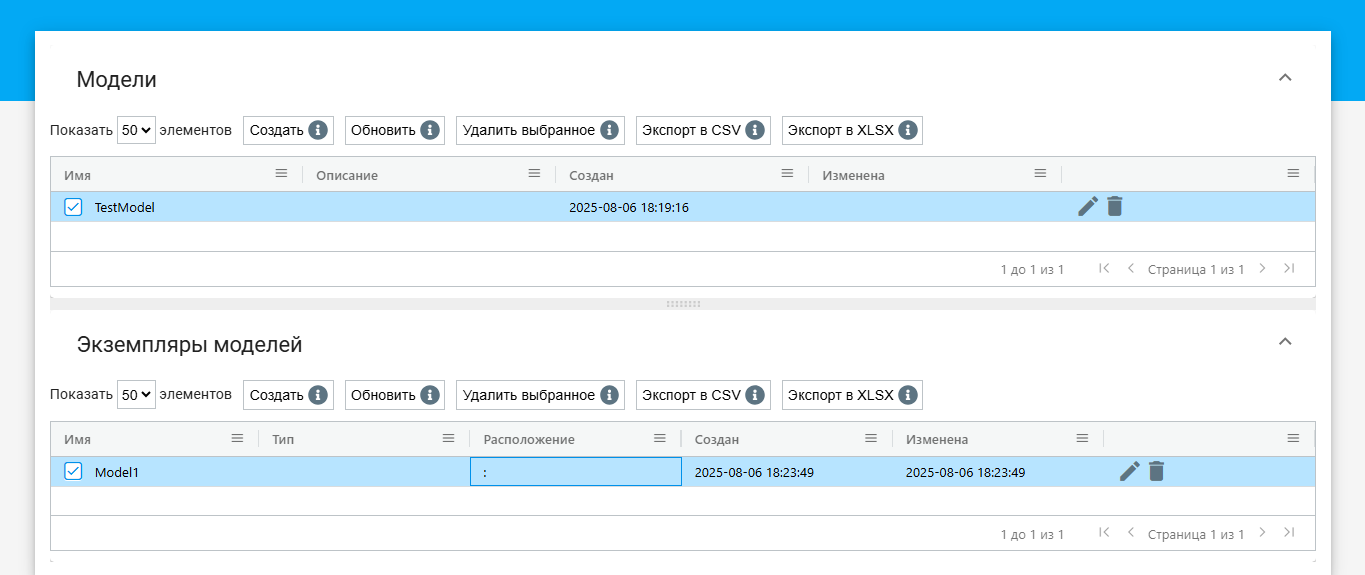 Модели
Показать 50 элементов Создать Обновить Удалить выбранное Экспорт в CSV Экспорт в XLSX
Имя Описание Создан Изменена
TestModel 2025-08-06 18:19:16
1 до 1 из 1 Страница 1 из 1
Экземпляры моделей
Показать 50 элементов Создать Обновить Удалить выбранное Экспорт в CSV Экспорт в XLSX
Имя Тип Расположение Создан Изменена
Model1 : 2025-08-06 18:23:49 2025-08-06 18:23:49
1 до 1 из 1 Страница 1 из 1